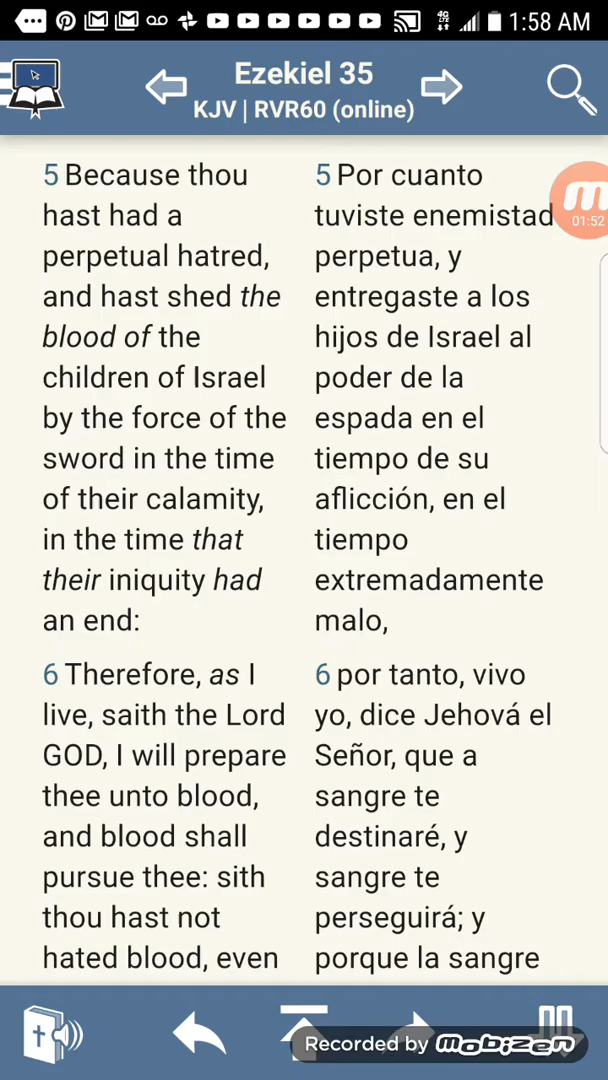 4G
LTE
1:58 AM
Ezekiel 35
KJV | RVR60 (online)
01:52
5 Because thou
hast had a
perpetual hatred,
and hast shed the
blood of the
children of Israel
by the force of the
sword in the time
of their calamity,
in the time that
their iniquity had
an end:
6 Therefore, as I
live, saith the Lord
GOD, I will prepare
thee unto blood,
and blood shall
pursue thee: sith
thou hast not
hated blood, even
5 Por cuanto
tuviste enemistad
perpetua, y
entregaste a los
hijos de Israel al
poder de la
espada en el
tiempo de su
aflicción, en el
tiempo
extremadamente
malo,
6 por tanto, vivo
yo, dice Jehová el
Señor, que a
sangre te
destinaré, y
sangre te
perseguirá; y
porque la sangre
Recorded by mobizen